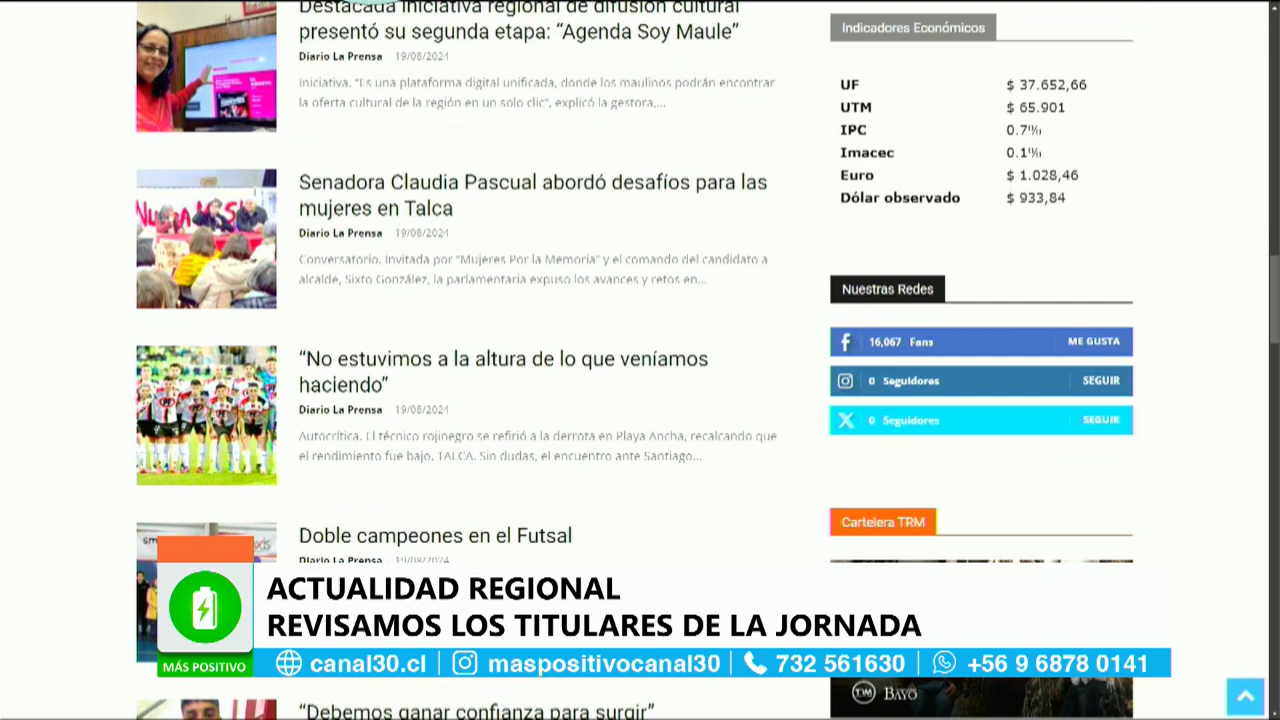 Destacada iniciativa regional de difusión cultural
presentó su segunda etapa: “Agenda Soy Maule”
Diario La Prensa 19/08/2024
Iniciativa. “Es una plataforma digital unificada, donde los maulinos podrán encontrar
la oferta cultural de la región en un solo clic”, explicó la gestora,...
Senadora Claudia Pascual abordó desafíos para las
mujeres en Talca
Diario La Prensa 19/08/2024
Conversatorio. Invitada por “Mujeres Por la Memoria” y el comando del candidato a
alcalde, Sixto González, la parlamentaria expuso los avances y retos en...
“No estuvimos a la altura de lo que veníamos
haciendo”
Diario La Prensa 19/08/2024
Autocrítica. El técnico rojinegro se refirió a la derrota en Playa Ancha, recalcando que
el rendimiento fue bajo. TALCA. Sin dudas, el encuentro ante Santiago...
Doble campeones en el Futsal
Diario La Prensa 19/08/2024
“Debemos ganar confianza para surgir”
Indicadores Económicos
UF $ 37.652,66
UTM $ 65.901
IPC 0.7%
Imacec 0.1%
Euro $ 1.028,46
Dólar observado $ 933,84
Nuestras Redes
16,067 Fans ME GUSTA
0 Seguidores SEGUIR
0 Seguidores SEGUIR
Cartelera TRM
TRM BAYO
ACTUALIDAD REGIONAL
REVISAMOS LOS TITULARES DE LA JORNADA
MÁS POSITIVO
canal30.cl maspositivocanal30 732 561630 +56 9 6878 0141